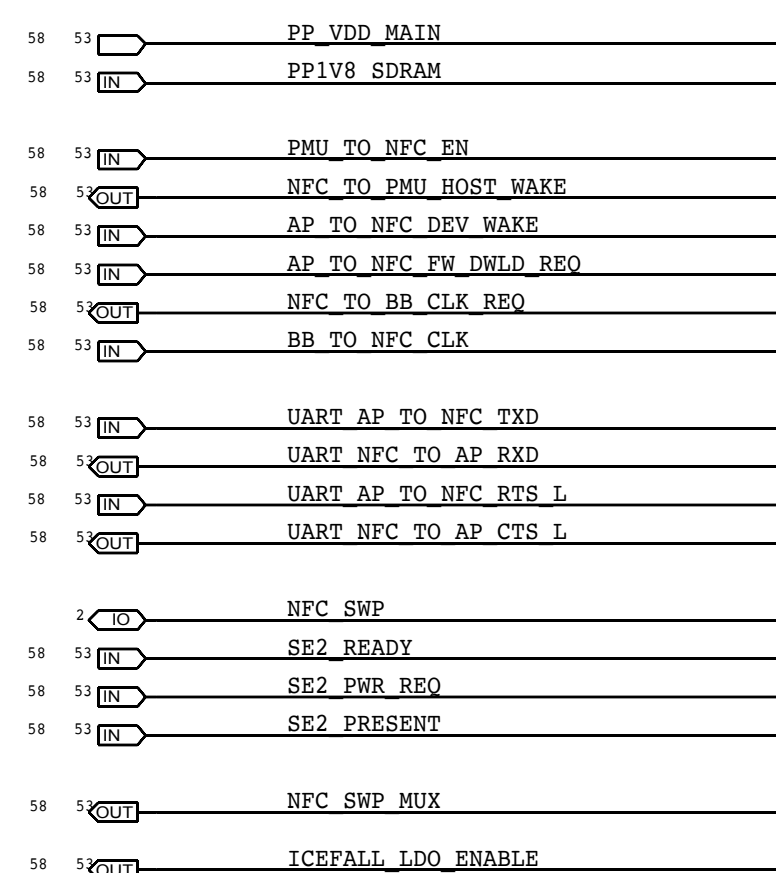 58 53 PP_VDD_MAIN
58 53 IN PP1V8_SDRAM
58 53 IN PMU_TO_NFC_EN
58 53 OUT NFC_TO_PMU_HOST_WAKE
58 53 IN AP_TO_NFC_DEV_WAKE
58 53 IN AP_TO_NFC_FW_DWLD_REQ
58 53 OUT NFC_TO_BB_CLK_REQ
58 53 IN BB_TO_NFC_CLK
58 53 IN UART_AP_TO_NFC_TXD
58 53 OUT UART_NFC_TO_AP_RXD
58 53 IN UART_AP_TO_NFC_RTS_L
58 53 OUT UART_NFC_TO_AP_CTS_L
2 IO NFC_SWP
58 53 IN SE2_READY
58 53 IN SE2_PWR_REQ
58 53 IN SE2_PRESENT
58 53 OUT NFC_SWP_MUX
58 53 OUT ICEFALL_LDO_ENABLE